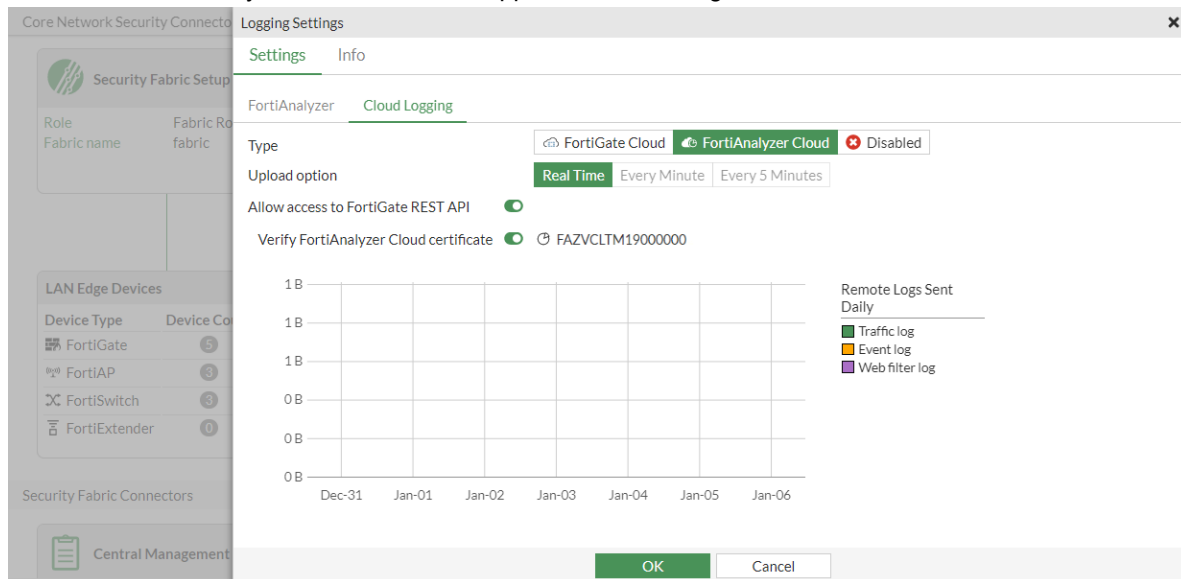 Core Network Security Connecto
Logging Settings
Settings Info
Security Fabric Setup
FortiAnalyzer Cloud Logging
Role Fabric Ro
Fabric name fabric
Type FortiGate Cloud FortiAnalyzer Cloud Disabled
Upload option Real Time Every Minute Every 5 Minutes
Allow access to FortiGate REST API
Verify FortiAnalyzer Cloud certificate FAZVCLTM19000000
LAN Edge Devices
Device Type Device Co
FortiGate 5
FortiAP 3
FortiSwitch 3
FortiExtender 0
1 B
1 B
1 B
0 B
0 B
0 B
Dec-31 Jan-01 Jan-02 Jan-03 Jan-04 Jan-05 Jan-06
Remote Logs Sent
Daily
Traffic log
Event log
Web filter log
Security Fabric Connectors
Central Management
OK Cancel